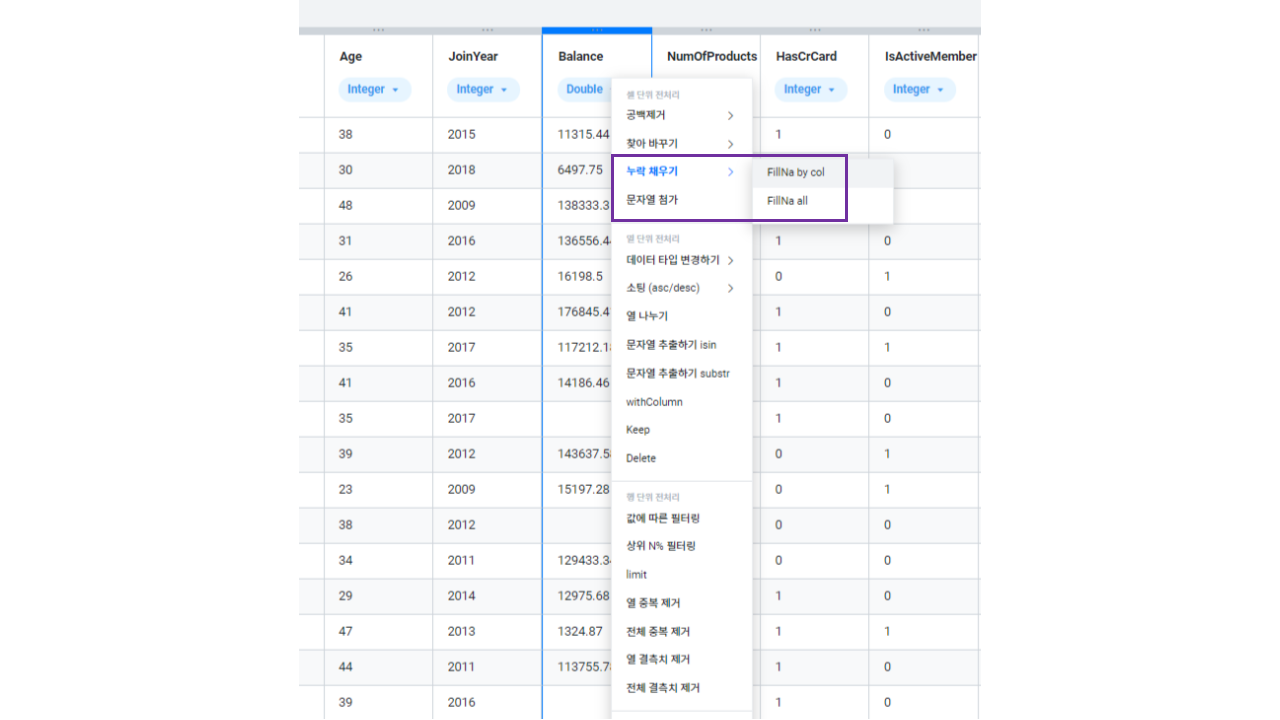 Age JoinYear Balance NumOfProducts HasCrCard IsActiveMember
Integer Integer Double Integer Integer
38 2015 11315.44 1 0
30 2018 6497.75
48 2009 138333.3
31 2016 136556.4 1 0
26 2012 16198.5 0 1
41 2012 176845.4 1 0
35 2017 117212.18 1 1
41 2016 14186.46 1 0
35 2017 1 0
39 2012 143637.5 0 1
23 2009 15197.28 0 1
38 2012 0 0
34 2011 129433.3 0 0
29 2014 12975.68 1 0
47 2013 1324.87 1 1
44 2011 113755.7 1 0
39 2016 1 0
셀 단위 전처리
공백제거
찾아 바꾸기
누락 채우기
문자열 첨가
FillNa by col
FillNa all
열 단위 전처리
데이터 타입 변경하기
소팅 (asc/desc)
열 나누기
문자열 추출하기 isin
문자열 추출하기 substr
withColumn
Keep
Delete
행 단위 전처리
값에 따른 필터링
상위 N% 필터링
limit
열 중복 제거
전체 중복 제거
열 결측치 제거
전체 결측치 제거